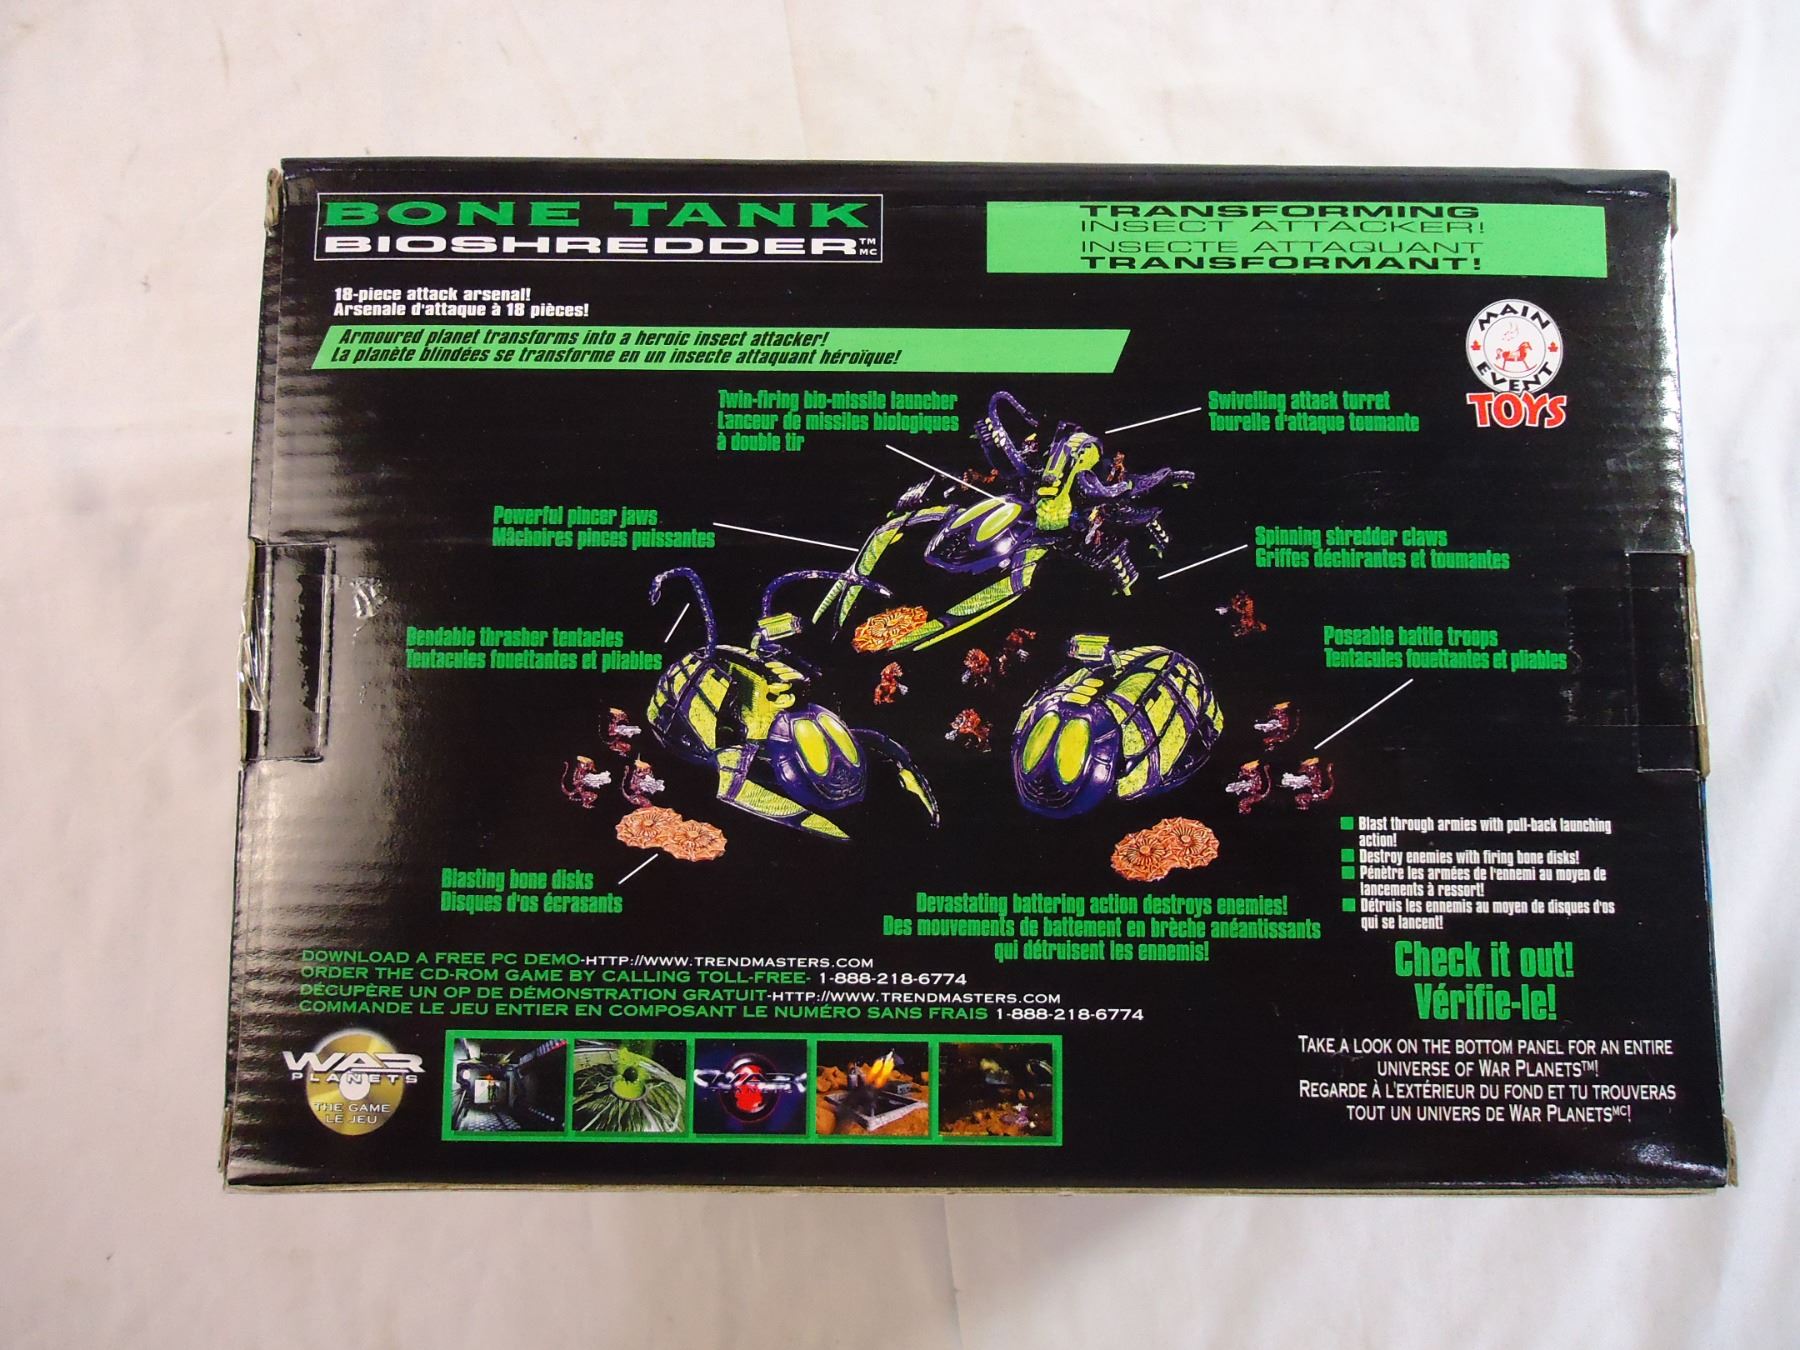 BONE TANK
BIOSHREDDER™ MC
TRANSFORMING
INSECT ATTACKER!
INSECTE ATTAQUANT
TRANSFORMANT!
18-piece attack arsenal!
Arsenale d'attaque à 18 pièces!
Armoured planet transforms into a heroic insect attacker!
La planète blindées se transforme en un insecte attaquant héroïque!
MAIN EVENT
TOYS
Twin-firing bio-missile launcher
Lanceur de missiles biologiques
à double tir
Swivelling attack turret
Tourelle d'attaque toumante
Powerful pincer jaws
Mâchoires pinces puissantes
Spinning shredder claws
Griffes déchirantes et toumantes
Bendable thrasher tentacles
Tentacules fouettantes et pliables
Poseable battle troops
Tentacules fouettantes et pliables
Blasting bone disks
Disques d'os écrasants
Devastating battering action destroys enemies!
Des mouvements de battement en brèche anéantissants
qui détruisent les ennemis!
Blast through armies with pull-back launching
action!
Destroy enemies with firing bone disks!
Pénètre les armées de l'ennemi au moyen de
lancements à ressort!
Détruis les ennemis au moyen de disques d'os
qui se lancent!
Check it out!
Vérifie-le!
DOWNLOAD A FREE PC DEMO-HTTP://WWW.TRENDMASTERS.COM
ORDER THE CD-ROM GAME BY CALLING TOLL-FREE- 1-888-218-6774
DÉCUPÈRE UN OP DE DÉMONSTRATION GRATUIT-HTTP://WWW.TRENDMASTERS.COM
COMMANDE LE JEU ENTIER EN COMPOSANT LE NUMÉRO SANS FRAIS 1-888-218-6774
WAR
PLANETS
THE GAME
LE JEU
TAKE A LOOK ON THE BOTTOM PANEL FOR AN ENTIRE
UNIVERSE OF WAR PLANETS™!
REGARDE À L'EXTÉRIEUR DU FOND ET TU TROUVERAS
TOUT UN UNIVERS DE WAR PLANETSMC!